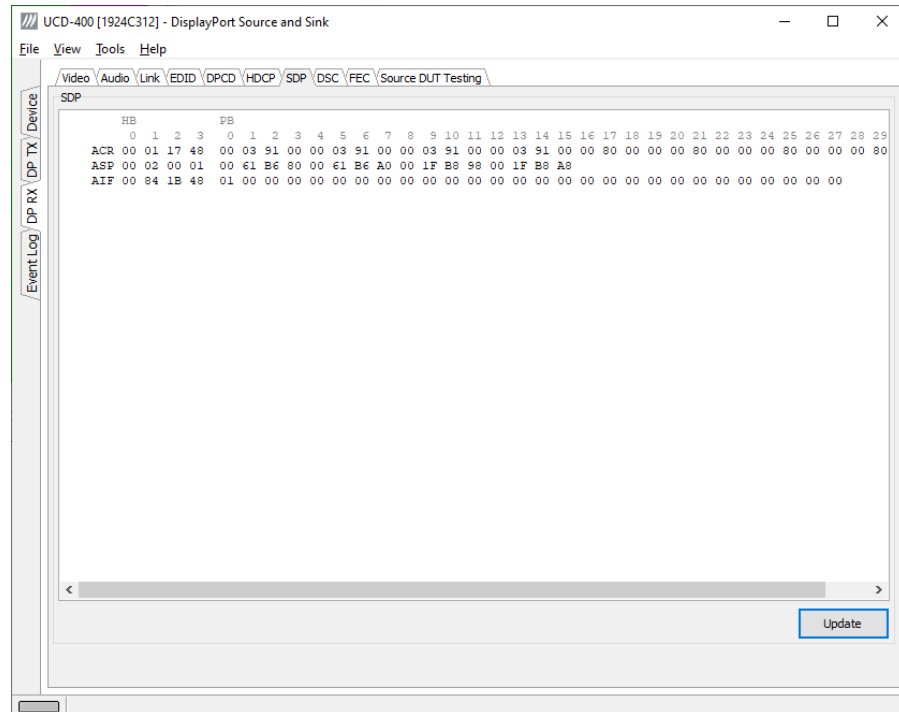 UCD-400 [1924C312] - DisplayPort Source and Sink
File View Tools Help
Video Audio Link EDID DPCD HDCP SDP DSC FEC Source DUT Testing
Device
DP TX
DP RX
Event Log
SDP
HB PB
0 1 2 3 0 1 2 3 4 5 6 7 8 9 10 11 12 13 14 15 16 17 18 19 20 21 22 23 24 25 26 27 28 29
ACR 00 01 17 48 00 03 91 00 00 03 91 00 00 03 91 00 00 03 91 00 00 80 00 00 00 80 00 00 00 80 00 00 00 80
ASP 00 02 00 01 00 61 B6 80 00 61 B6 A0 00 1F B8 98 00 1F B8 A8
AIF 00 84 1B 48 01 00 00 00 00 00 00 00 00 00 00 00 00 00 00 00 00 00 00 00 00 00 00 00 00 00 00 00
Update